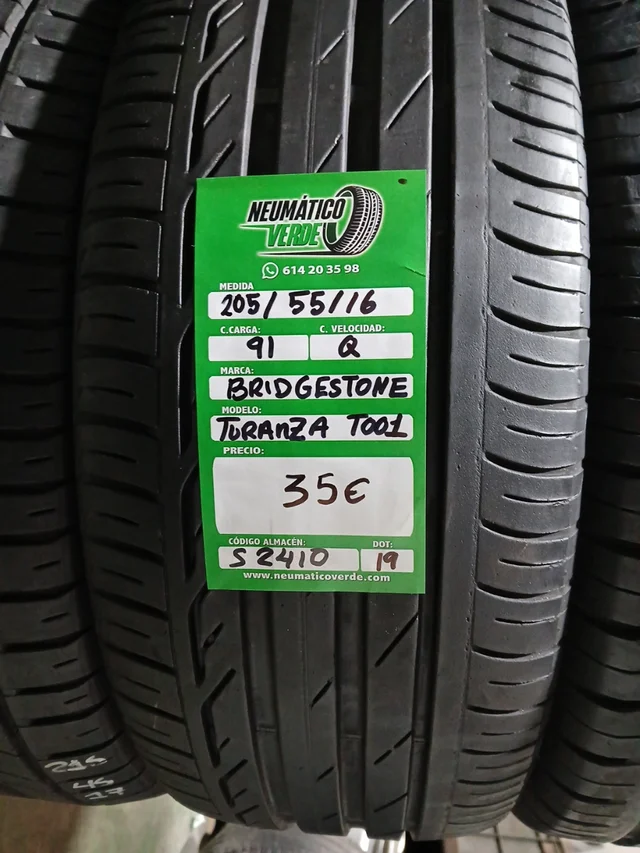 NEUMÁTICO
VERDE
614 20 35 98
MEDIDA
205/55/16
C.CARGA: C. VELOCIDAD:
91 Q
MARCA:
BRIDGESTONE
MODELO:
TURANZA T001
PRECIO:
35€
CÓDIGO ALMACÉN: DOT:
S2410 19
www.neumaticoverde.com